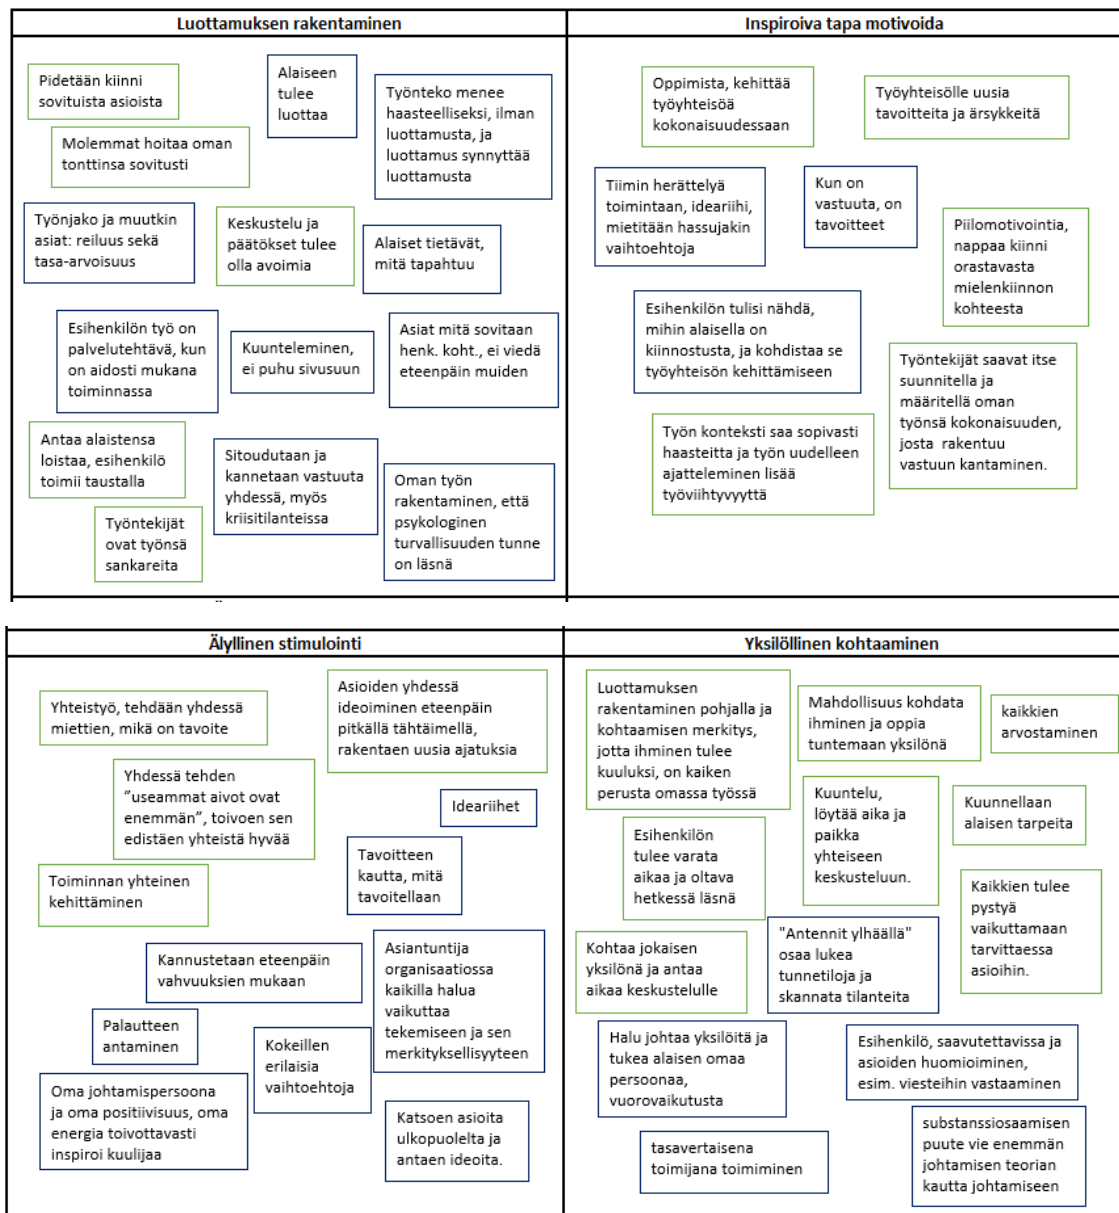 Luottamuksen rakentaminen
Pidetään kiinni
sovituista asioista
Alaiseen
tulee
luottaa
Työnteko menee
haasteelliseksi, ilman
luottamusta, ja
luottamus synnyttää
luottamusta
Molemmat hoitaa oman
tonttinsa sovitusti
Työnjako ja muutkin
asiat: reiluus sekä
tasa-arvoisuus
Keskustelu ja
päätökset tulee
olla avoimia
Alaiset tietävät,
mitä tapahtuu
Esihenkilön työ on
palvelutehtävä, kun
on aidosti mukana
toiminnassa
Kuunteleminen,
ei puhu sivusuun
Asiat mitä sovitaan
henk. koht., ei viedä
eteenpäin muiden
Antaa alaistensa
loistaa, esihenkilö
toimii taustalla
Sitoudutaan ja
kannetaan vastuuta
yhdessä, myös
kriisitilanteissa
Oman työn
rakentaminen, että
psykologinen
turvallisuuden tunne
on läsnä
Työntekijät
ovat työnsä
sankareita
Inspiroiva tapa motivoida
Oppimista, kehittää
työyhteisöä
kokonaisuudessaan
Työyhteisölle uusia
tavoitteita ja ärsykkeitä
Tiimin herättelyä
toimintaan, ideariihi,
mietitään hassujakin
vaihtoehtoja
Kun on
vastuuta, on
tavoitteet
Piilomotivointia,
nappaa kiinni
orastavasta
mielenkiinnon
kohteesta
Esihenkilön tulisi nähdä,
mihin alaisella on
kiinnostusta, ja kohdistaa se
työyhteisön kehittämiseen
Työntekijät saavat itse
suunnitella ja
määritellä oman
työnsä kokonaisuuden,
josta rakentuu
vastuun kantaminen.
Työn konteksti saa sopivasti
haasteitta ja työn uudelleen
ajatteleminen lisää
työviihtyvyyttä
Älyllinen stimulointi
Yhteistyö, tehdään yhdessä
miettien, mikä on tavoite
Asioiden yhdessä
ideoiminen eteenpäin
pitkällä tähtäimellä,
rakentaen uusia ajatuksia
Yhdessä tehden
”useammat aivot ovat
enemmän”, toivoen sen
edistäen yhteistä hyvää
Ideariihet
Tavoitteen
kautta, mitä
tavoitellaan
Toiminnan yhteinen
kehittäminen
Kannustetaan eteenpäin
vahvuuksien mukaan
Asiantuntija
organisaatiossa
kaikilla halua
vaikuttaa
tekemiseen ja sen
merkityksellisyyteen
Palautteen
antaminen
Kokeillen
erilaisia
vaihtoehtoja
Oma johtamispersoona
ja oma positiivisuus, oma
energia toivottavasti
inspiroi kuulijaa
Katsoen asioita
ulkopuolelta ja
antaen ideoita.
Yksilöllinen kohtaaminen
Luottamuksen
rakentaminen pohjalla ja
kohtaamisen merkitys,
jotta ihminen tulee
kuuluksi, on kaiken
perusta omassa työssä
Mahdollisuus kohdata
ihminen ja oppia
tuntemaan yksilönä
kaikkien
arvostaminen
Kuuntelu,
löytää aika ja
paikka
yhteiseen
keskusteluun.
Kuunnellaan
alaisen tarpeita
Esihenkilön
tulee varata
aikaa ja oltava
hetkessä läsnä
Kaikkien tulee
pystyä
vaikuttamaan
tarvittaessa
asioihin.
Kohtaa jokaisen
yksilönä ja antaa
aikaa keskustelulle
"Antennit ylhäällä"
osaa lukea
tunnetiloja ja
skannata tilanteita
Halu johtaa yksilöitä ja
tukea alaisen omaa
persoonaa,
vuorovaikutusta
Esihenkilö, saavutettavissa ja
asioiden huomioiminen,
esim. viesteihin vastaaminen
tasavertaisena
toimijana toimiminen
substanssiosaamisen
puute vie enemmän
johtamisen teorian
kautta johtamiseen